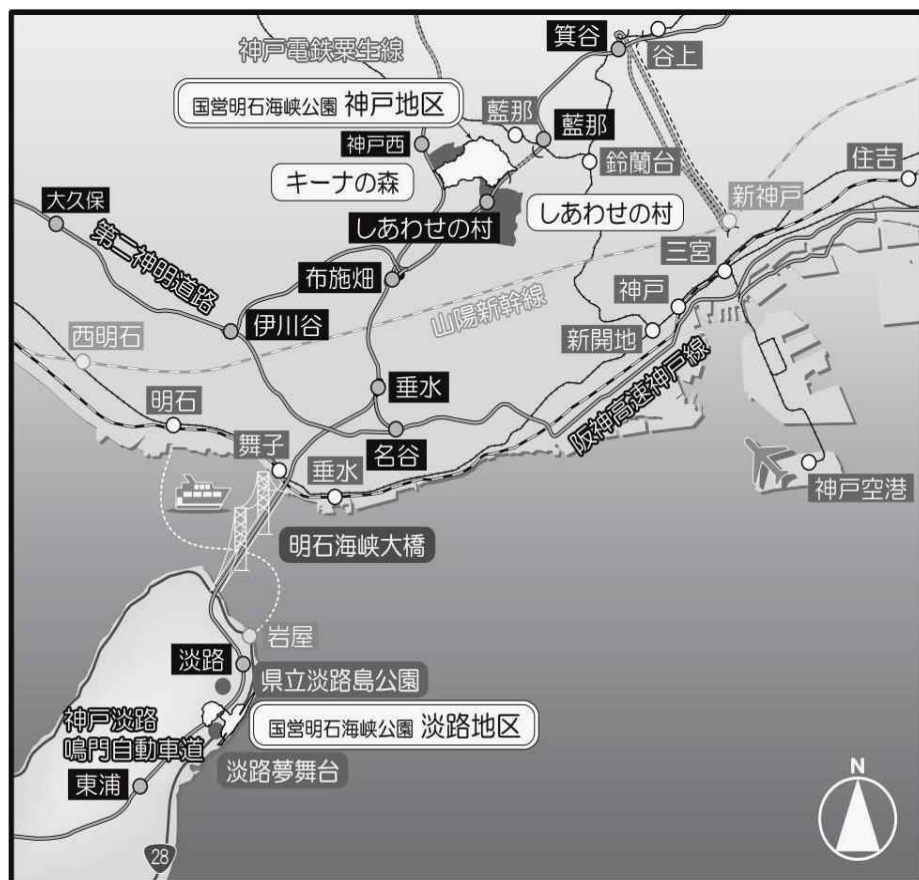 箕谷
谷上
神戸電鉄粟生線
国営明石海峡公園 神戸地区
藍那
藍那
神戸西
鈴蘭台
住吉
キーナの森
しあわせの村
しあわせの村
大久保
新神戸
第二神明道路
三宮
布施畑
神戸
伊川谷
山陽新幹線
新開地
西明石
垂水
阪神高速神戸線
明石
名谷
舞子
垂水
神戸空港
明石海峡大橋
岩屋
淡路
県立淡路島公園
神戸淡路
鳴門自動車道
国営明石海峡公園 淡路地区
淡路夢舞台
東浦
N
28